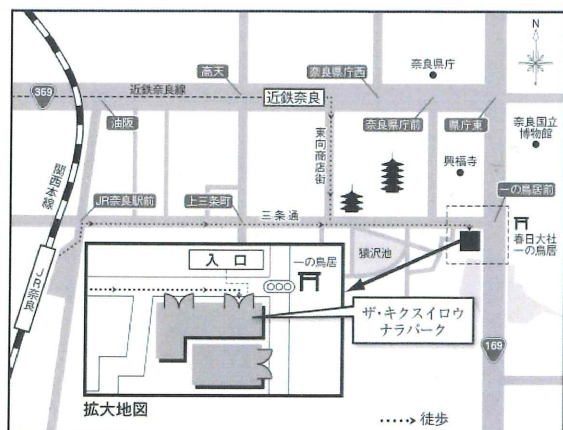 N
奈良県庁
高天
奈良県庁西
369
近鉄奈良線
近鉄奈良
油阪
奈良県庁前
県庁東
奈良国立
博物館
東向商店街
興福寺
関西本線
JR奈良駅前
上三条町
三条通
一の鳥居前
春日大社
一の鳥居
猿沢池
JR奈良
入口
一の鳥居
ザ・キクスイロウ
ナラパーク
169
拡大地図
徒歩